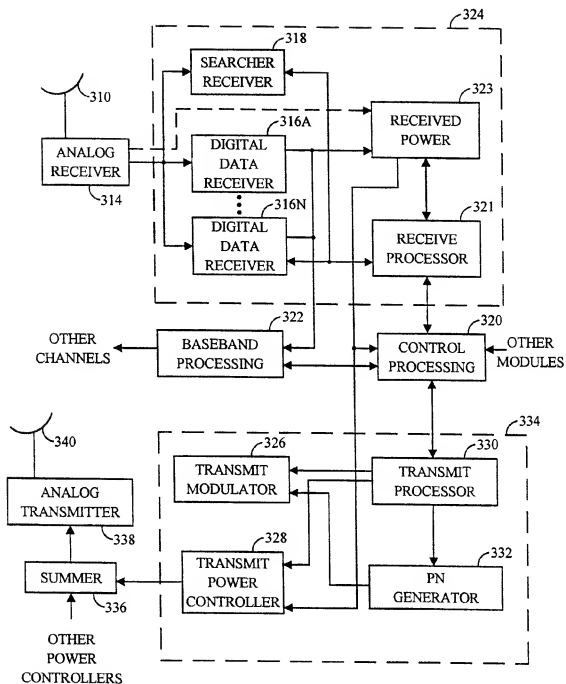 324
318
SEARCHER
RECEIVER
310
323
RECEIVED
POWER
316A
ANALOG
RECEIVER
314
DIGITAL
DATA
RECEIVER
316N
DIGITAL
DATA
RECEIVER
321
RECEIVE
PROCESSOR
322
320
OTHER
CHANNELS
BASEBAND
PROCESSING
CONTROL
PROCESSING
OTHER
MODULES
334
340
326
TRANSMIT
MODULATOR
330
TRANSMIT
PROCESSOR
ANALOG
TRANSMITTER
338
328
TRANSMIT
POWER
CONTROLLER
332
PN
GENERATOR
SUMMER
336
OTHER
POWER
CONTROLLERS